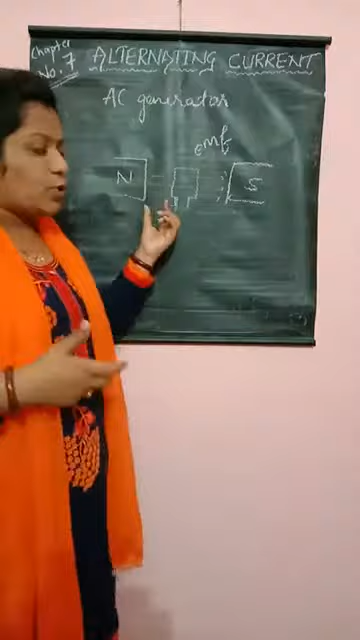 Chapter No. 7
ALTERNATING CURRENT
AC generator
emf
N
S